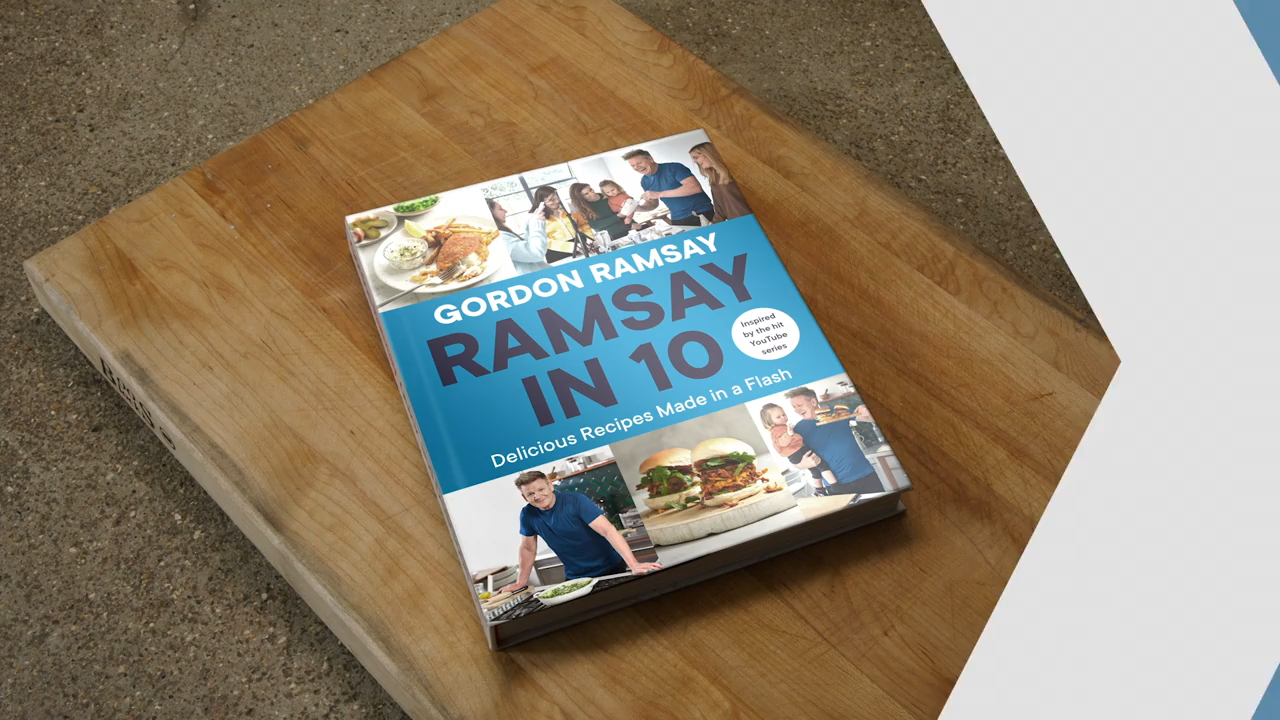 GORDON RAMSAY
RAMSAY
IN 10
Inspired
by the hit
YouTube
series
Delicious Recipes Made in a Flash